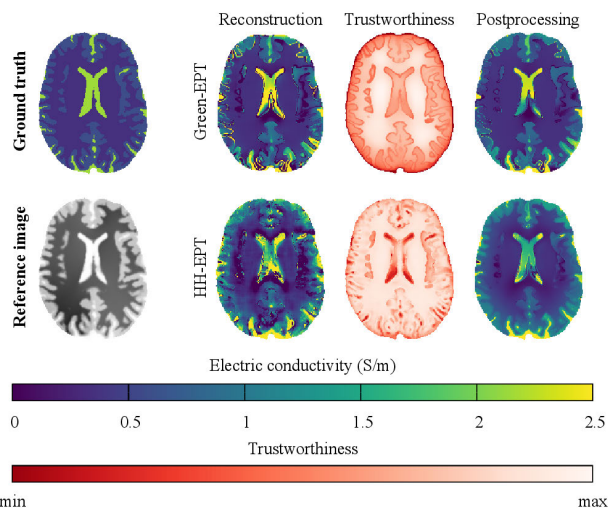 Reconstruction Trustworthiness Postprocessing
Ground truth
Green-EPT
Reference image
HH-EPT
Electric conductivity (S/m)
0 0.5 1 1.5 2 2.5
Trustworthiness
min max